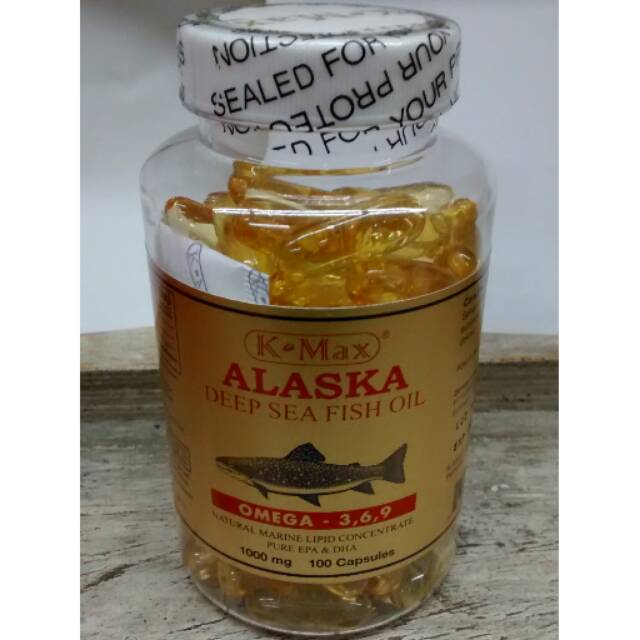 SEALED FOR YOUR
PROTECTION
K-Max®
ALASKA
DEEP SEA FISH OIL
OMEGA - 3,6,9
NATURAL MARINE LIPID CONCENTRATE
PURE EPA & DHA
1000 mg 100 Capsules